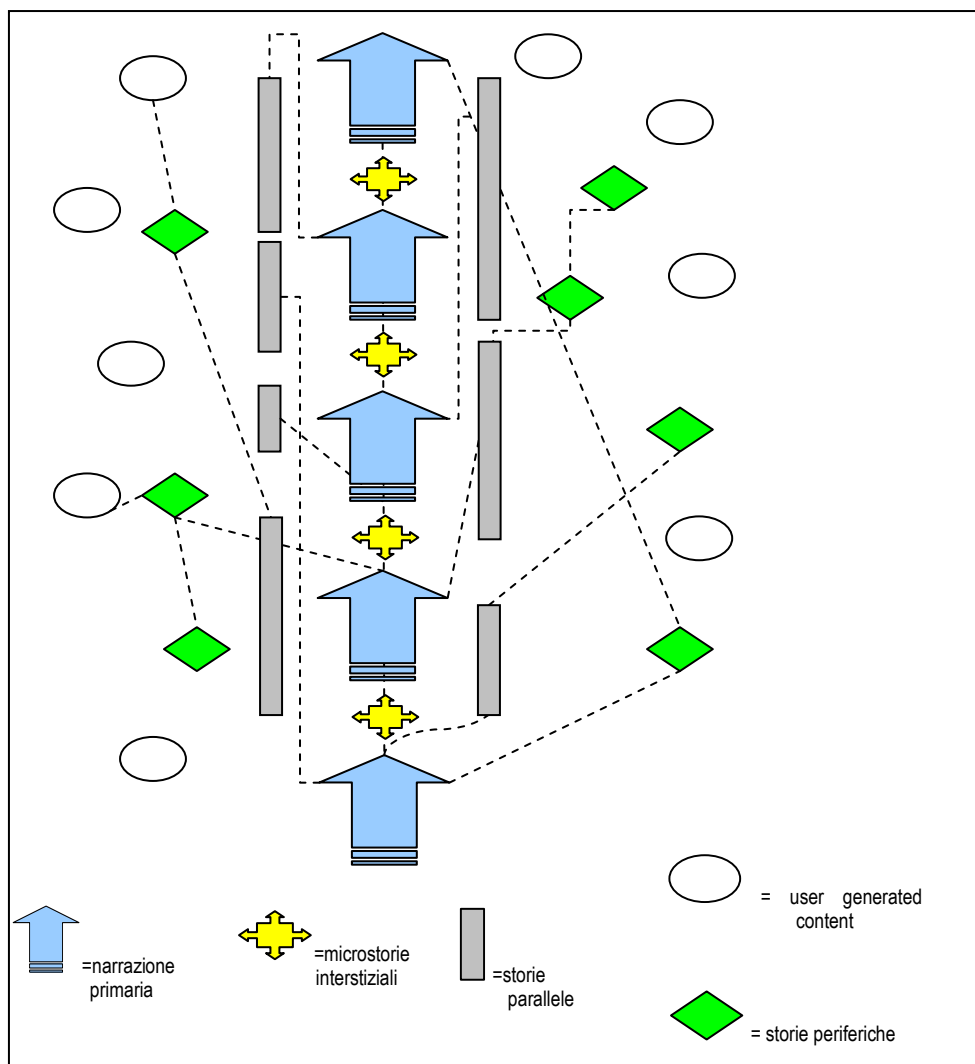 =narrazione
primaria
=microstorie
interstiziali
=storie
parallele
= user generated
content
= storie periferiche